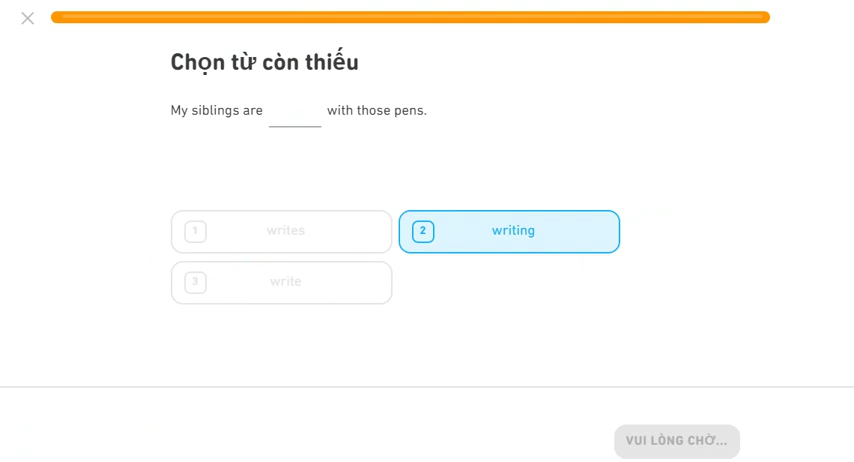 Chọn từ còn thiếu
My siblings are ______ with those pens.
1 writes
2 writing
3 write
VUI LÒNG CHỜ...